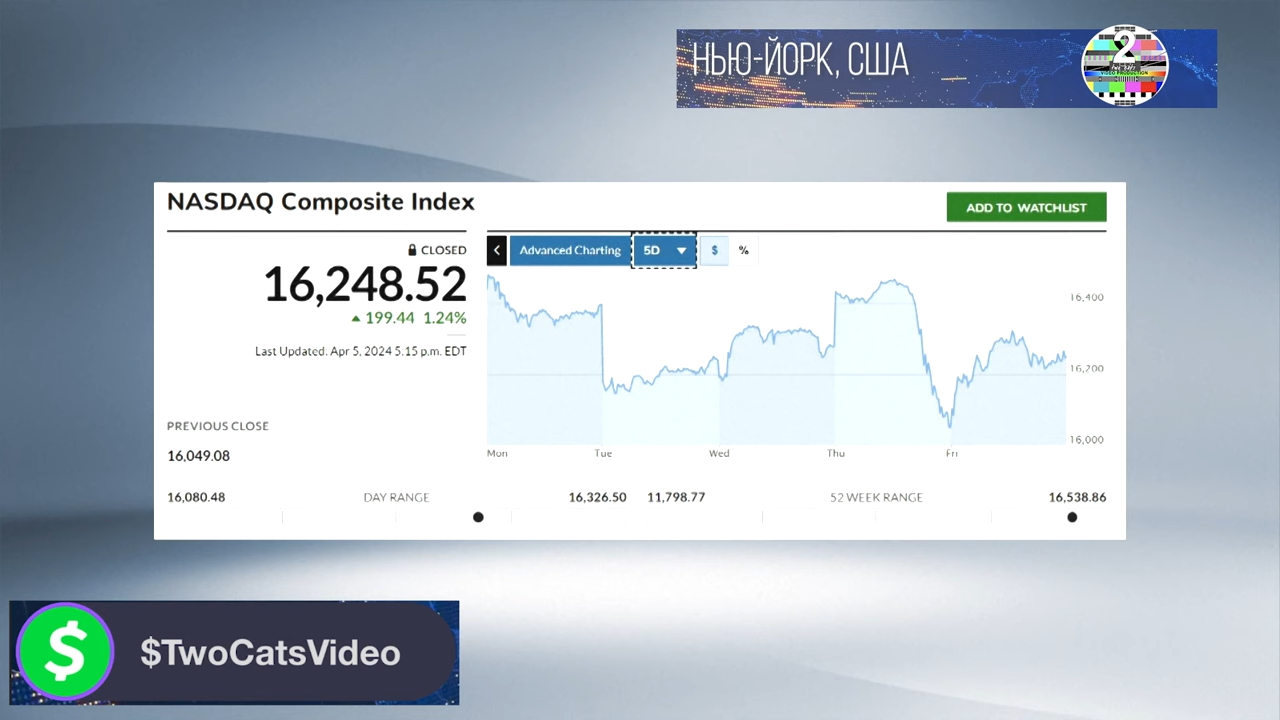 НЬЮ-ЙОРК, США
2
VIDEO PRODUCTION
NASDAQ Composite Index
ADD TO WATCHLIST
CLOSED
16,248.52
199.44 1.24%
Last Updated: Apr 5, 2024 5:15 p.m. EDT
Advanced Charting
5D
$
%
16,400
16,200
16,000
Mon Tue Wed Thu Fri
PREVIOUS CLOSE
16,049.08
16,080.48 DAY RANGE 16,326.50
11,798.77 52 WEEK RANGE 16,538.86
$
$TwoCatsVideo